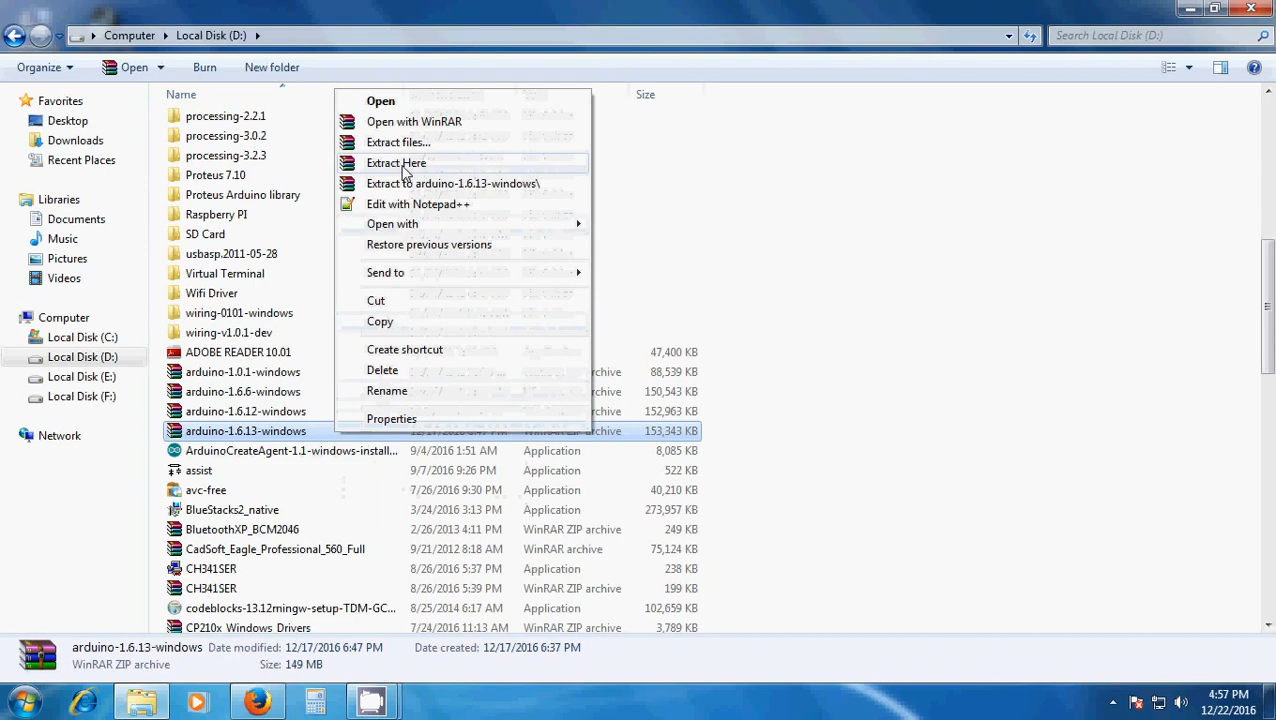 Computer
Local Disk (D:)
Search Local Disk (D:)
Organize
Open
Burn
New folder
Favorites
Desktop
Downloads
Recent Places
Libraries
Documents
Music
Pictures
Videos
Computer
Local Disk (C:)
Local Disk (D:)
Local Disk (E:)
Local Disk (F:)
Network
Name
Size
processing-2.2.1
processing-3.0.2
processing-3.2.3
Proteus 7.10
Proteus Arduino library
Raspberry PI
SD Card
usbasp.2011-05-28
Virtual Terminal
Wifi Driver
wiring-0101-windows
wiring-v1.0.1-dev
ADOBE READER 10.01 47,400 KB
arduino-1.0.1-windows 88,539 KB
arduino-1.6.6-windows 150,543 KB
arduino-1.6.12-windows 152,963 KB
arduino-1.6.13-windows 153,343 KB
ArduinoCreateAgent-1.1-windows-install... 9/4/2016 1:51 AM Application 8,085 KB
assist 9/7/2016 9:26 PM Application 522 KB
avc-free 7/26/2016 9:30 PM Application 40,210 KB
BlueStacks2_native 3/24/2016 3:13 PM Application 273,957 KB
BluetoothXP_BCM2046 2/26/2013 4:11 PM WinRAR ZIP archive 249 KB
CadSoft_Eagle_Professional_560_Full 9/21/2012 8:18 AM WinRAR archive 75,124 KB
CH341SER 8/26/2016 5:37 PM Application 238 KB
CH341SER 8/26/2016 5:39 PM WinRAR ZIP archive 199 KB
codeblocks-13.12mingw-setup-TDM-GC... 8/25/2014 6:17 AM Application 102,659 KB
CP210x_Windows_Drivers 7/24/2016 11:13 AM WinRAR ZIP archive 3,789 KB
Open
Open with WinRAR
Extract files...
Extract Here
Extract to arduino-1.6.13-windows\
Edit with Notepad++
Open with
Restore previous versions
Send to
Cut
Copy
Create shortcut
Delete
Rename
Properties
arduino-1.6.13-windows Date modified: 12/17/2016 6:47 PM Date created: 12/17/2016 6:37 PM
WinRAR ZIP archive Size: 149 MB
4:57 PM
12/22/2016